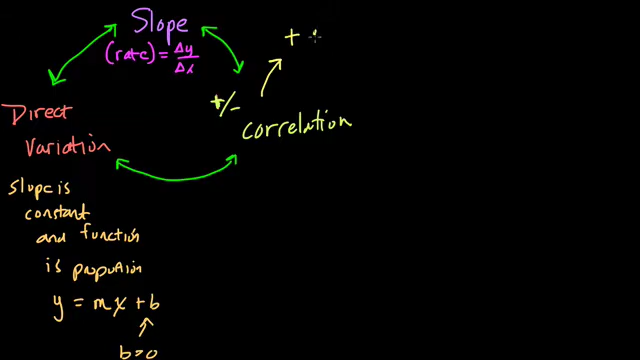 Slope
(rate) = Δy/Δx
+
+/-
Direct
Variation
correlation
Slope is
constant
and function
is proportion
y = mx + b
b=0